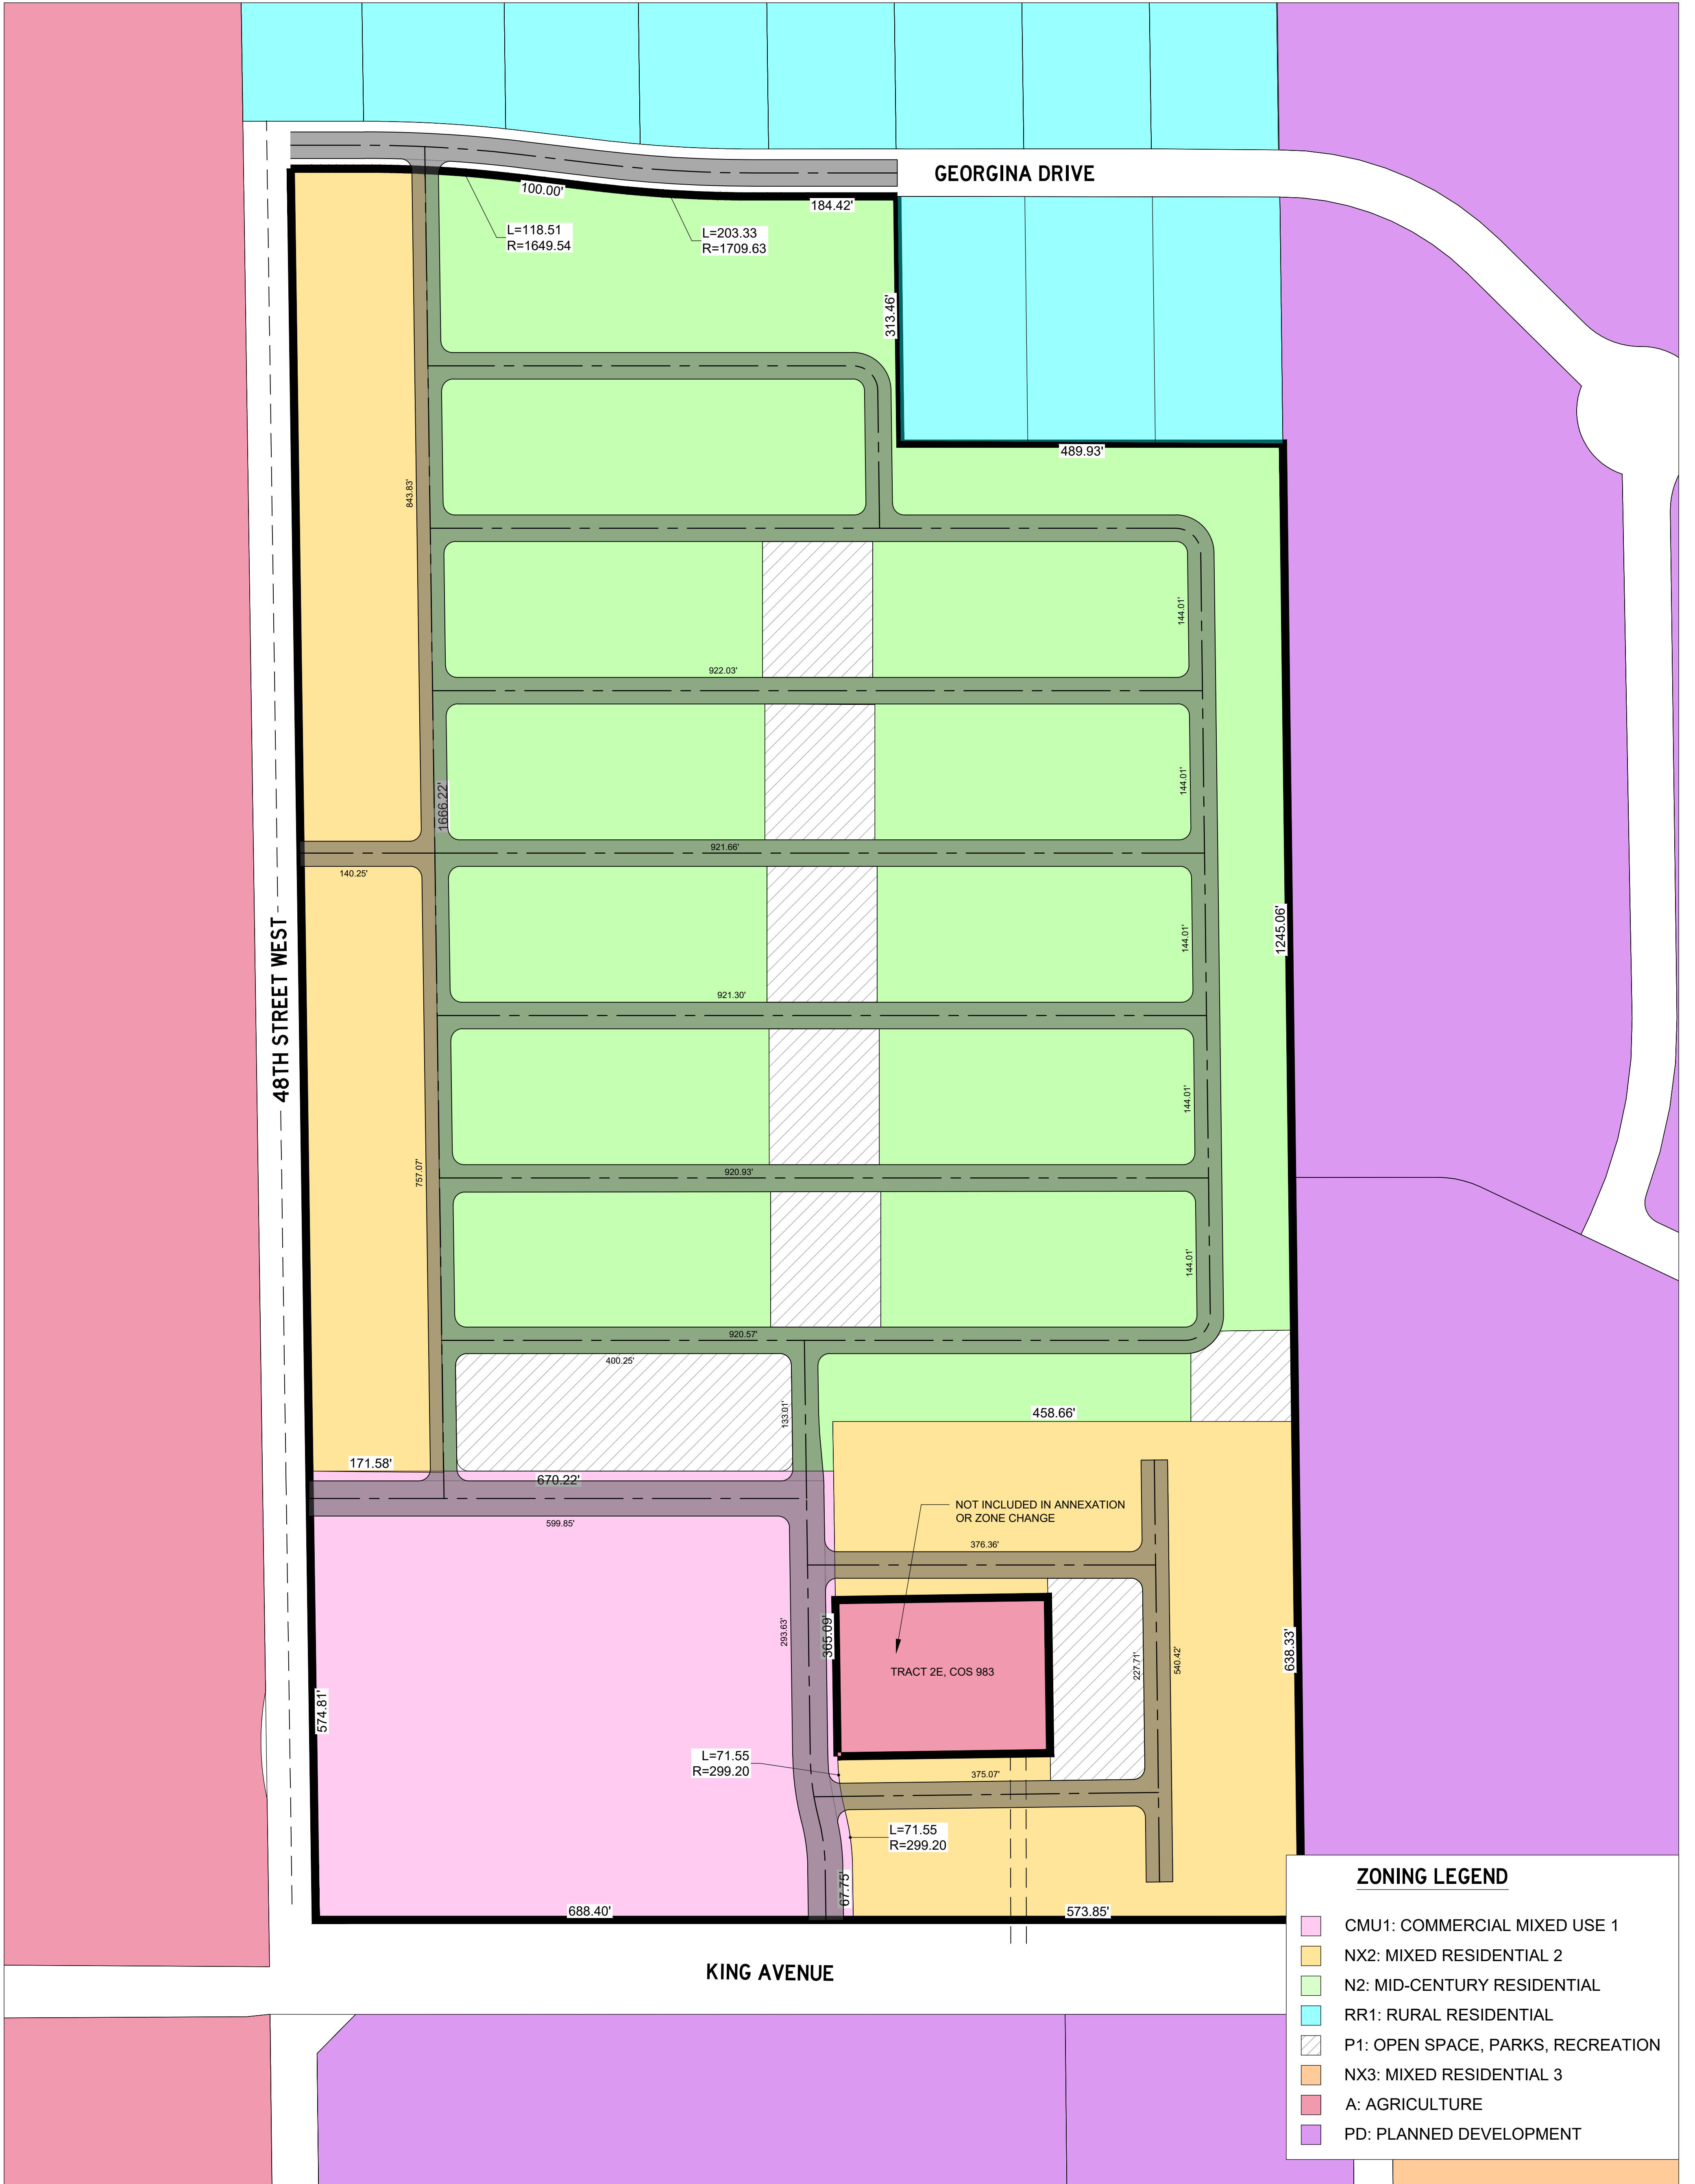 GEORGINA DRIVE
100.00'
184.42'
L=118.51
R=1649.54
L=203.33
R=1709.63
313.46'
489.93'
843.83'
144.01'
922.03'
144.01'
1666.22'
921.66'
140.25'
48TH STREET WEST
1245.06'
144.01'
921.30'
144.01'
757.07'
920.93'
144.01'
920.57'
400.25'
133.01'
458.66'
171.58'
670.22'
599.85'
NOT INCLUDED IN ANNEXATION
OR ZONE CHANGE
376.36'
293.63'
365.09'
TRACT 2E, COS 983
227.71'
540.42'
638.33'
574.81'
L=71.55
R=299.20
375.07'
L=71.55
R=299.20
67.75'
688.40'
573.85'
KING AVENUE
ZONING LEGEND
CMU1: COMMERCIAL MIXED USE 1
NX2: MIXED RESIDENTIAL 2
N2: MID-CENTURY RESIDENTIAL
RR1: RURAL RESIDENTIAL
P1: OPEN SPACE, PARKS, RECREATION
NX3: MIXED RESIDENTIAL 3
A: AGRICULTURE
PD: PLANNED DEVELOPMENT